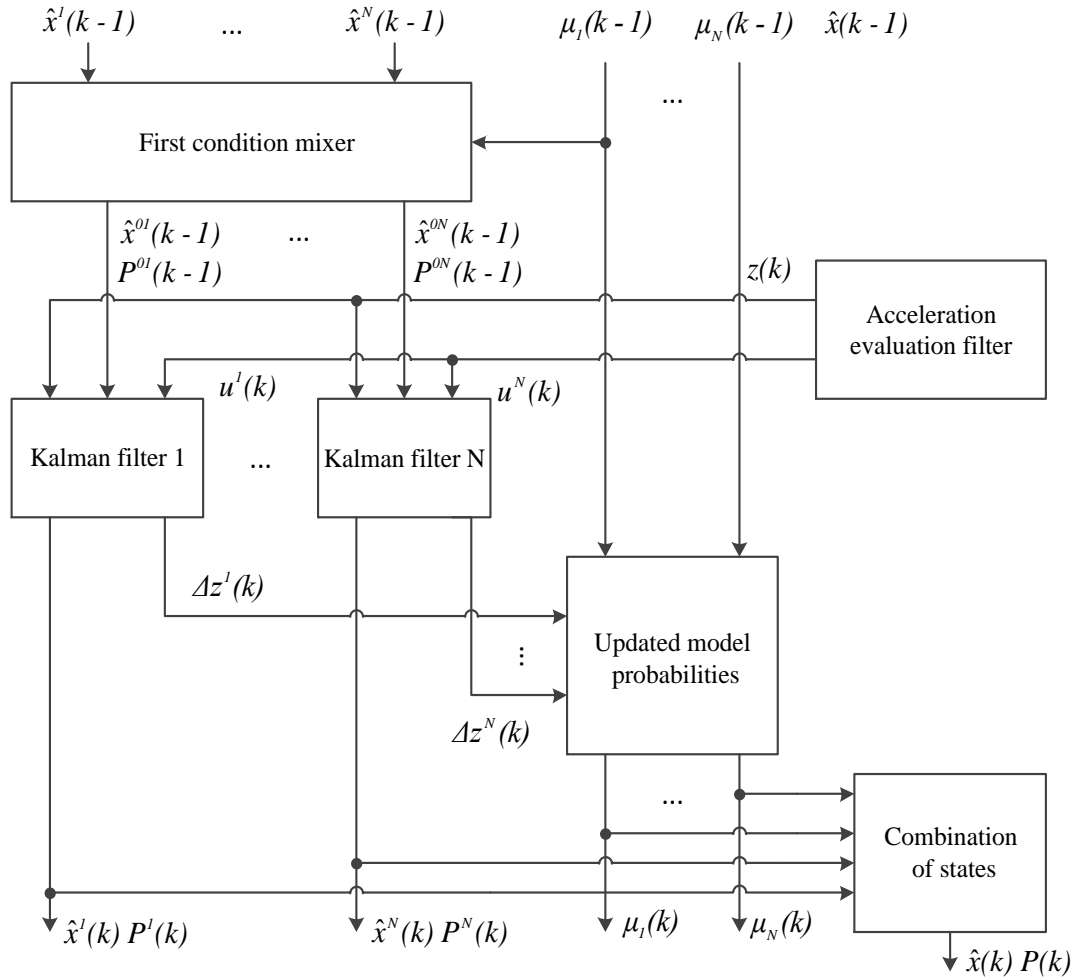 x̂¹(k - 1) ... x̂ᴺ(k - 1) μ₁(k - 1) μ_N(k - 1) x̂(k - 1)
...
First condition mixer
x̂⁰¹(k - 1) ... x̂⁰ᴺ(k - 1)
P⁰¹(k - 1) P⁰ᴺ(k - 1) z(k)
Acceleration
evaluation filter
u¹(k) uᴺ(k)
Kalman filter 1 ... Kalman filter N
Δz¹(k)
Updated model
probabilities
⋮
Δzᴺ(k)
...
Combination
of states
x̂¹(k) P¹(k) x̂ᴺ(k) Pᴺ(k) μ₁(k) μ_N(k)
x̂(k) P(k)